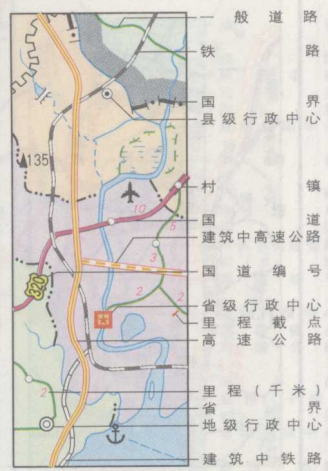 一般道路
铁路
国界
县级行政中心
135
村镇
10
国道
5
建筑中高速公路
3
国道编号
320
2
省级行政中心
2
里程截点
高速公路
里程(千米)
2
省界
地级行政中心
建筑中铁路